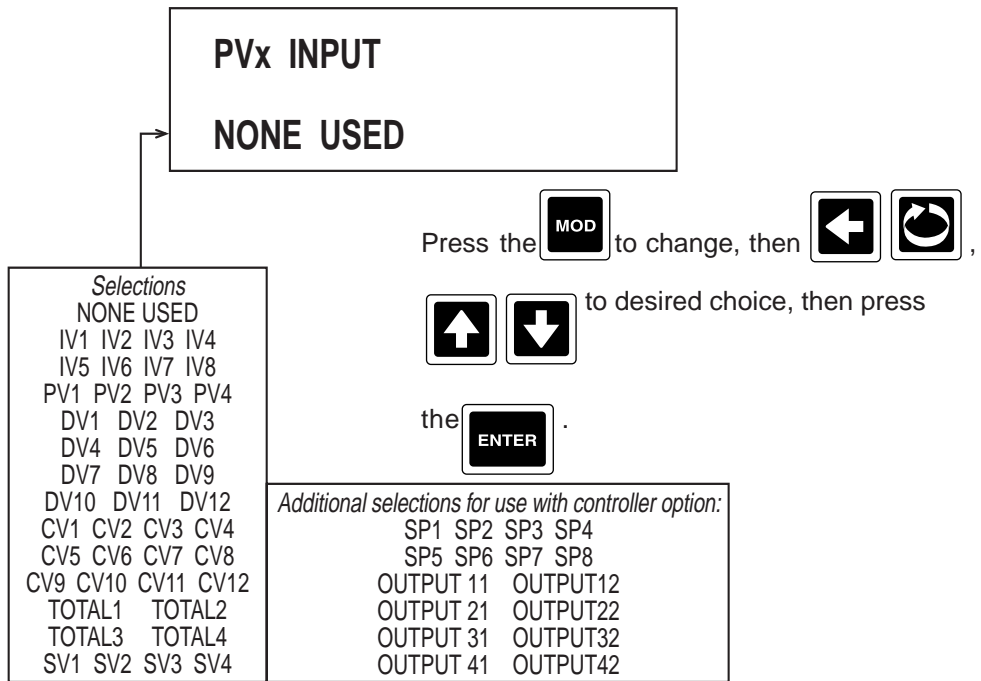 PVx INPUT
NONE USED
Press the MOD to change, then ,
to desired choice, then press
the ENTER .
Selections
NONE USED
IV1 IV2 IV3 IV4
IV5 IV6 IV7 IV8
PV1 PV2 PV3 PV4
DV1 DV2 DV3
DV4 DV5 DV6
DV7 DV8 DV9
DV10 DV11 DV12
CV1 CV2 CV3 CV4
CV5 CV6 CV7 CV8
CV9 CV10 CV11 CV12
TOTAL1 TOTAL2
TOTAL3 TOTAL4
SV1 SV2 SV3 SV4
Additional selections for use with controller option:
SP1 SP2 SP3 SP4
SP5 SP6 SP7 SP8
OUTPUT 11 OUTPUT12
OUTPUT 21 OUTPUT22
OUTPUT 31 OUTPUT32
OUTPUT 41 OUTPUT42